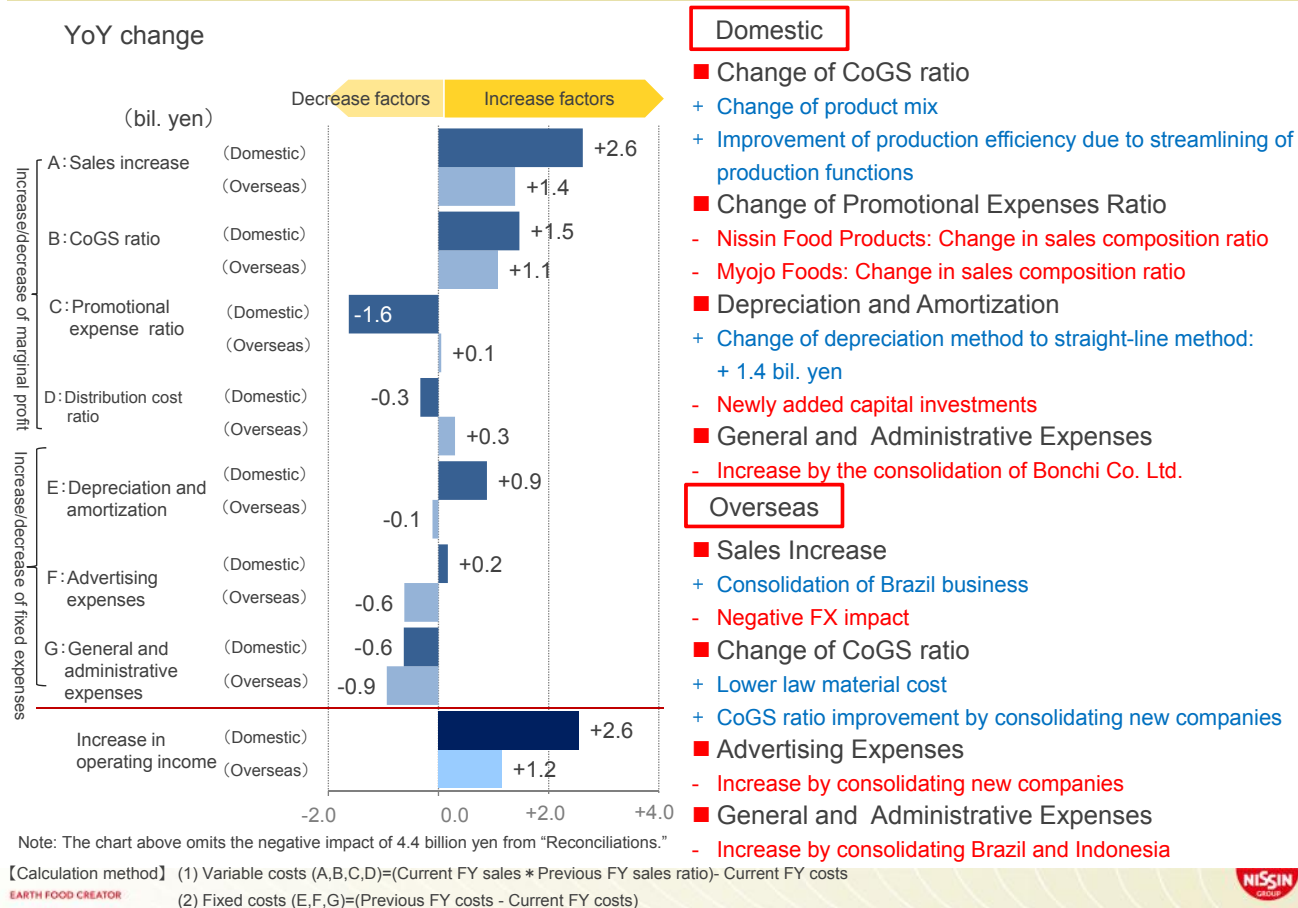 YoY change
(bil. yen)
Decrease factors
Increase factors
Increase/decrease of marginal profit
A:Sales increase
(Domestic)
+2.6
(Overseas)
+1.4
B:CoGS ratio
(Domestic)
+1.5
(Overseas)
+1.1
C:Promotional
expense ratio
(Domestic)
-1.6
(Overseas)
+0.1
D:Distribution cost
ratio
(Domestic)
-0.3
(Overseas)
+0.3
Increase/decrease of fixed expenses
E:Depreciation and
amortization
(Domestic)
+0.9
(Overseas)
-0.1
F:Advertising
expenses
(Domestic)
+0.2
(Overseas)
-0.6
G:General and
administrative
expenses
(Domestic)
-0.6
(Overseas)
-0.9
Increase in
operating income
(Domestic)
+2.6
(Overseas)
+1.2
-2.0 0.0 +2.0 +4.0
Note: The chart above omits the negative impact of 4.4 billion yen from “Reconciliations.”
Domestic
■ Change of CoGS ratio
+ Change of product mix
+ Improvement of production efficiency due to streamlining of
production functions
■ Change of Promotional Expenses Ratio
- Nissin Food Products: Change in sales composition ratio
- Myojo Foods: Change in sales composition ratio
■ Depreciation and Amortization
+ Change of depreciation method to straight-line method:
+ 1.4 bil. yen
- Newly added capital investments
■ General and Administrative Expenses
- Increase by the consolidation of Bonchi Co. Ltd.
Overseas
■ Sales Increase
+ Consolidation of Brazil business
- Negative FX impact
■ Change of CoGS ratio
+ Lower law material cost
+ CoGS ratio improvement by consolidating new companies
■ Advertising Expenses
- Increase by consolidating new companies
■ General and Administrative Expenses
- Increase by consolidating Brazil and Indonesia
【Calculation method】 (1) Variable costs (A,B,C,D)=(Current FY sales＊Previous FY sales ratio)- Current FY costs
(2) Fixed costs (E,F,G)=(Previous FY costs - Current FY costs)
EARTH FOOD CREATOR
NISSIN
GROUP